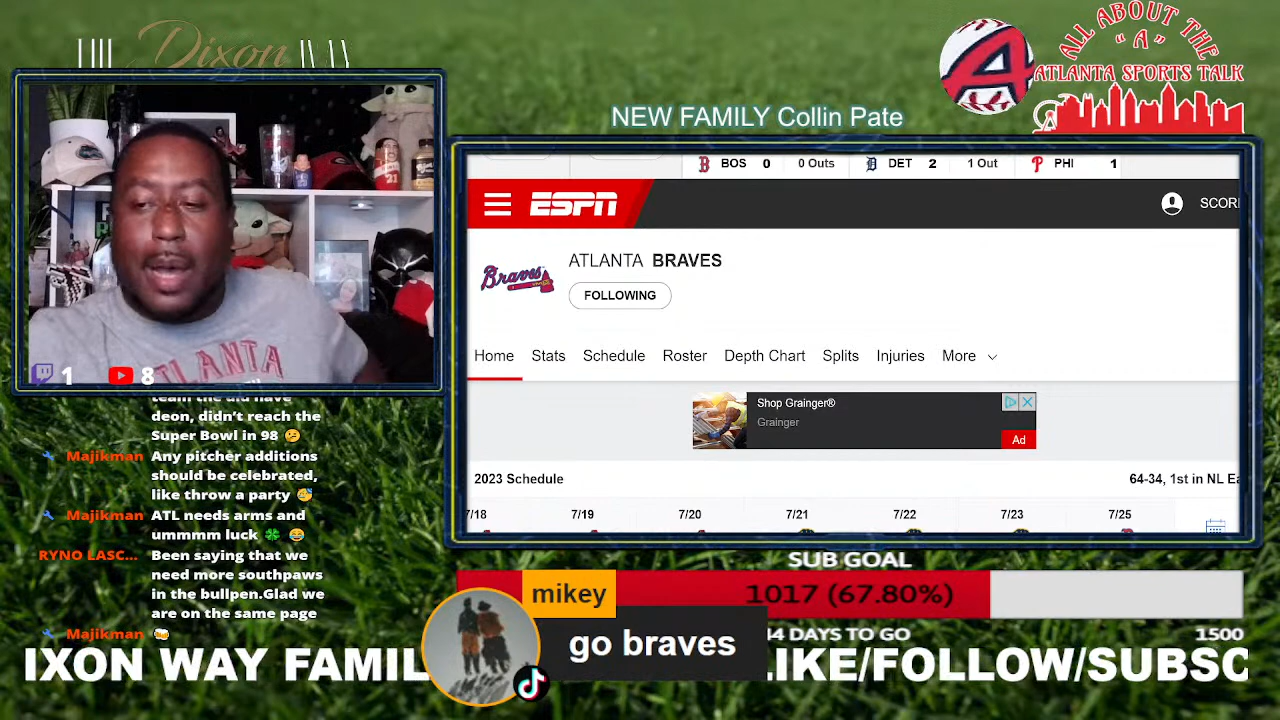 Dixon
ALL ABOUT THE
"A"
ATLANTA SPORTS TALK
NEW FAMILY Collin Pate
BOS 0 0 Outs DET 2 1 Out PHI 1
ESPN
SCOR
ATLANTA BRAVES
Braves
FOLLOWING
Home Stats Schedule Roster Depth Chart Splits Injuries More
Shop Grainger®
Grainger
Ad
2023 Schedule 64-34, 1st in NL Ea
7/18 7/19 7/20 7/21 7/22 7/23 7/25
ATLANTA
1 8
team the did have
deon, didn't reach the
Super Bowl in 98 🤔
Majikman Any pitcher additions
should be celebrated,
like throw a party 🥳
Majikman ATL needs arms and
ummmm luck 🍀 😂
RYNO LASC... Been saying that we
need more southpaws
in the bullpen.Glad we
are on the same page
Majikman 🍻
SUB GOAL
1017 (67.80%)
4 DAYS TO GO 1500
mikey
go braves
IXON WAY FAMIL LIKE/FOLLOW/SUBSC